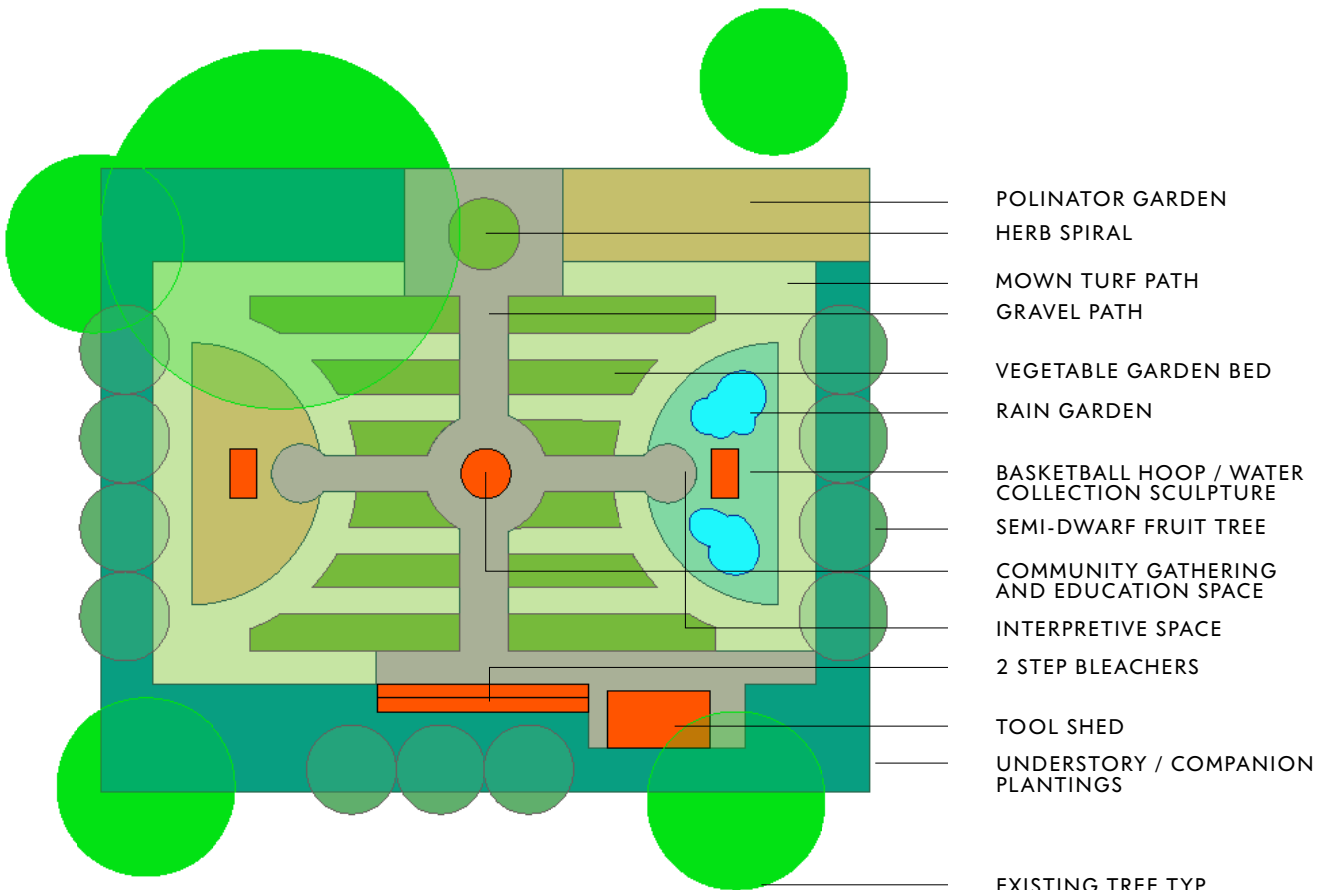 POLINATOR GARDEN
HERB SPIRAL
MOWN TURF PATH
GRAVEL PATH
VEGETABLE GARDEN BED
RAIN GARDEN
BASKETBALL HOOP / WATER
COLLECTION SCULPTURE
SEMI-DWARF FRUIT TREE
COMMUNITY GATHERING
AND EDUCATION SPACE
INTERPRETIVE SPACE
2 STEP BLEACHERS
TOOL SHED
UNDERSTORY / COMPANION
PLANTINGS
EXISTING TREE TYP